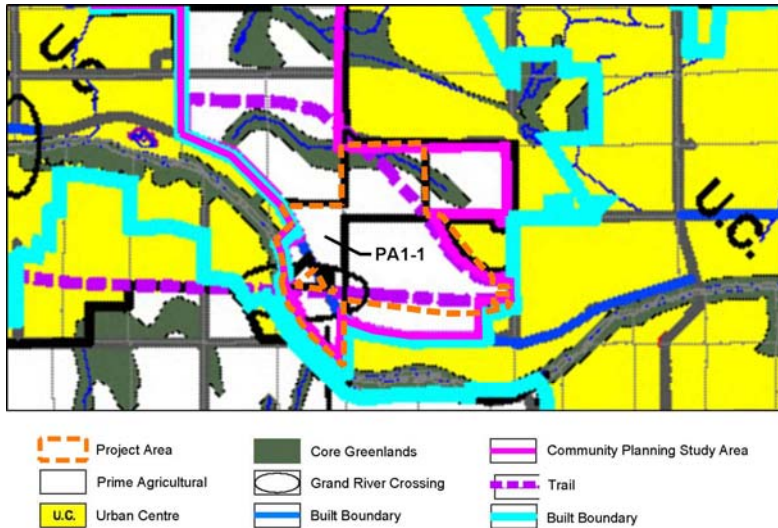 U.C.
PA1-1
U.C.
Project Area
Core Greenlands
Community Planning Study Area
Prime Agricultural
Grand River Crossing
Trail
U.C.
Urban Centre
Built Boundary
Built Boundary